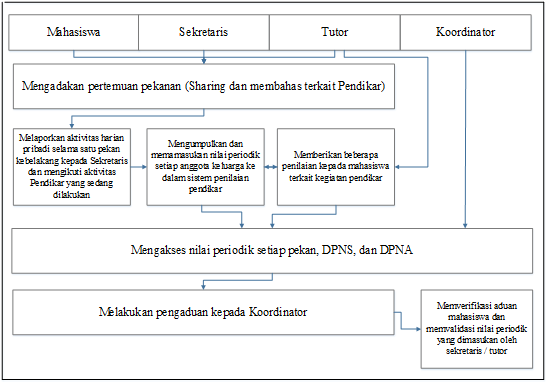 Mahasiswa
Sekretaris
Tutor
Koordinator
Mengadakan pertemuan pekanan (Sharing dan membahas terkait Pendikar)
Melaporkan aktivitas harian
pribadi selama satu pekan
kebelakang kepada Sekretaris
dan mengikuti aktivitas
Pendikar yang sedang
dilakukan
Mengumpulkan dan
memamasukan nilai periodik
setiap anggota keluarga ke
dalam sistem penilaian
pendikar
Memberikan beberapa
penilaian kepada mahasiswa
terkait kegiatan pendikar
Mengakses nilai periodik setiap pekan, DPNS, dan DPNA
Melakukan pengaduan kepada Koordinator
Memverifikasi aduan
mahasiswa dan
memvalidasi nilai periodik
yang dimasukan oleh
sekretaris / tutor